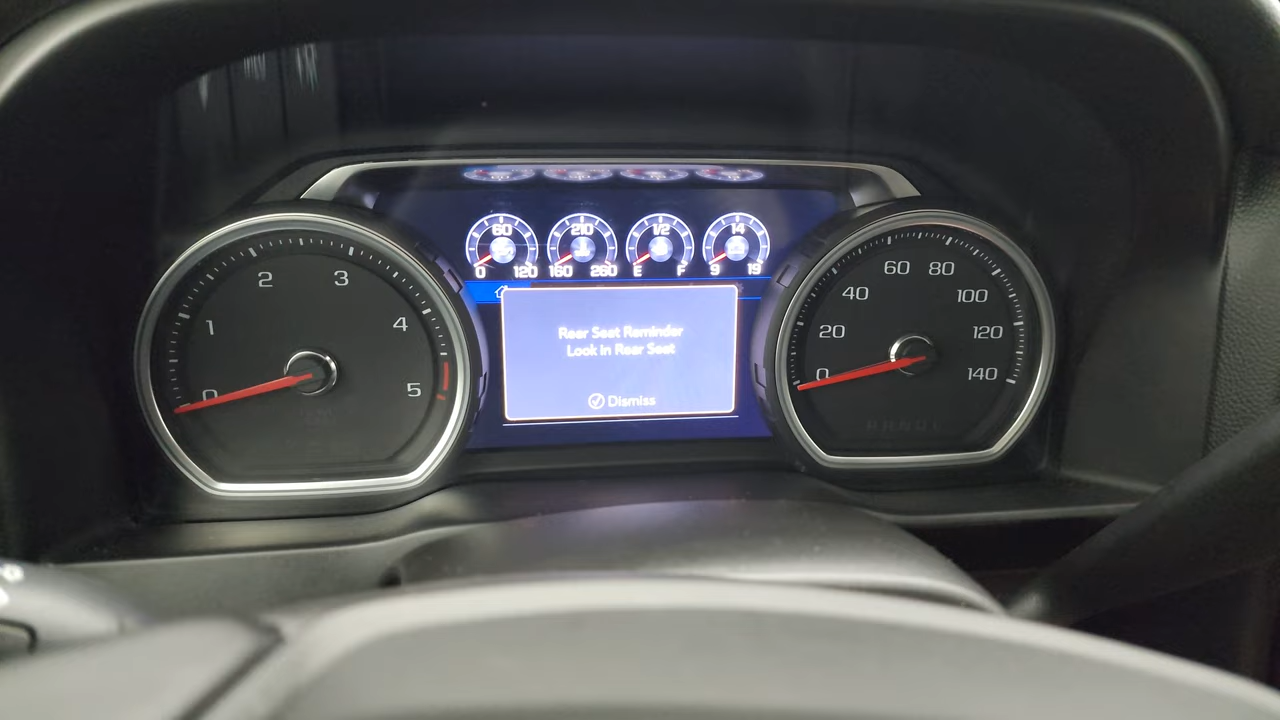 60 210 1/2 14
0 120 160 260 E F 9 19
0 1 2 3 4 5
Rear Seat Reminder
Look in Rear Seat
Dismiss
0 20 40 60 80 100 120 140